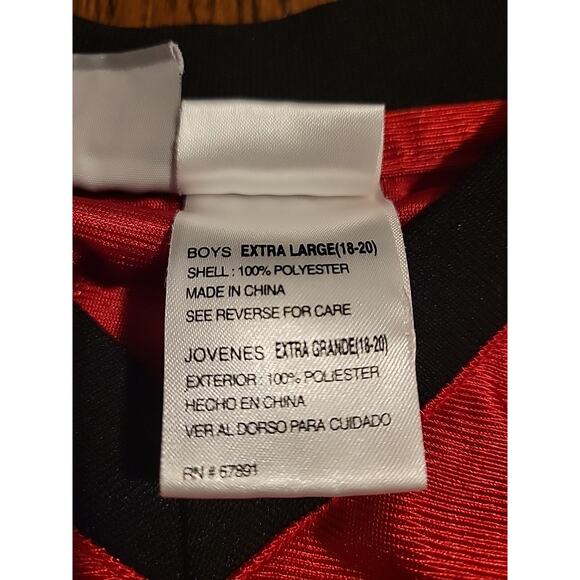 BOYS EXTRA LARGE(18-20)
SHELL : 100% POLYESTER
MADE IN CHINA
SEE REVERSE FOR CARE
JOVENES EXTRA GRANDE(18-20)
EXTERIOR : 100% POLIESTER
HECHO EN CHINA
VER AL DORSO PARA CUIDADO
RN # 67891